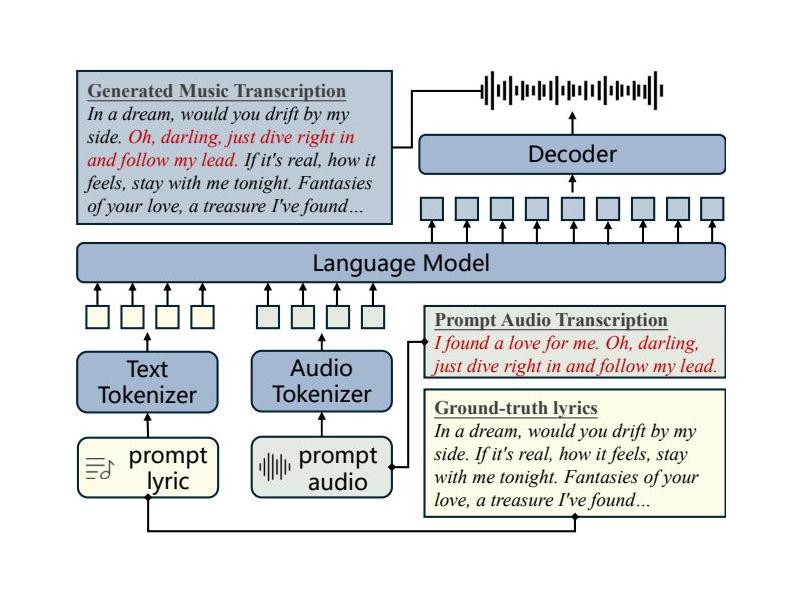 Generated Music Transcription
In a dream, would you drift by my
side. Oh, darling, just dive right in
and follow my lead. If it's real, how it
feels, stay with me tonight. Fantasies
of your love, a treasure I've found...
Decoder
Language Model
Text
Tokenizer
Audio
Tokenizer
prompt
lyric
prompt
audio
Prompt Audio Transcription
I found a love for me. Oh, darling,
just dive right in and follow my lead.
Ground-truth lyrics
In a dream, would you drift by my
side. If it's real, how it feels, stay
with me tonight. Fantasies of your
love, a treasure I've found...